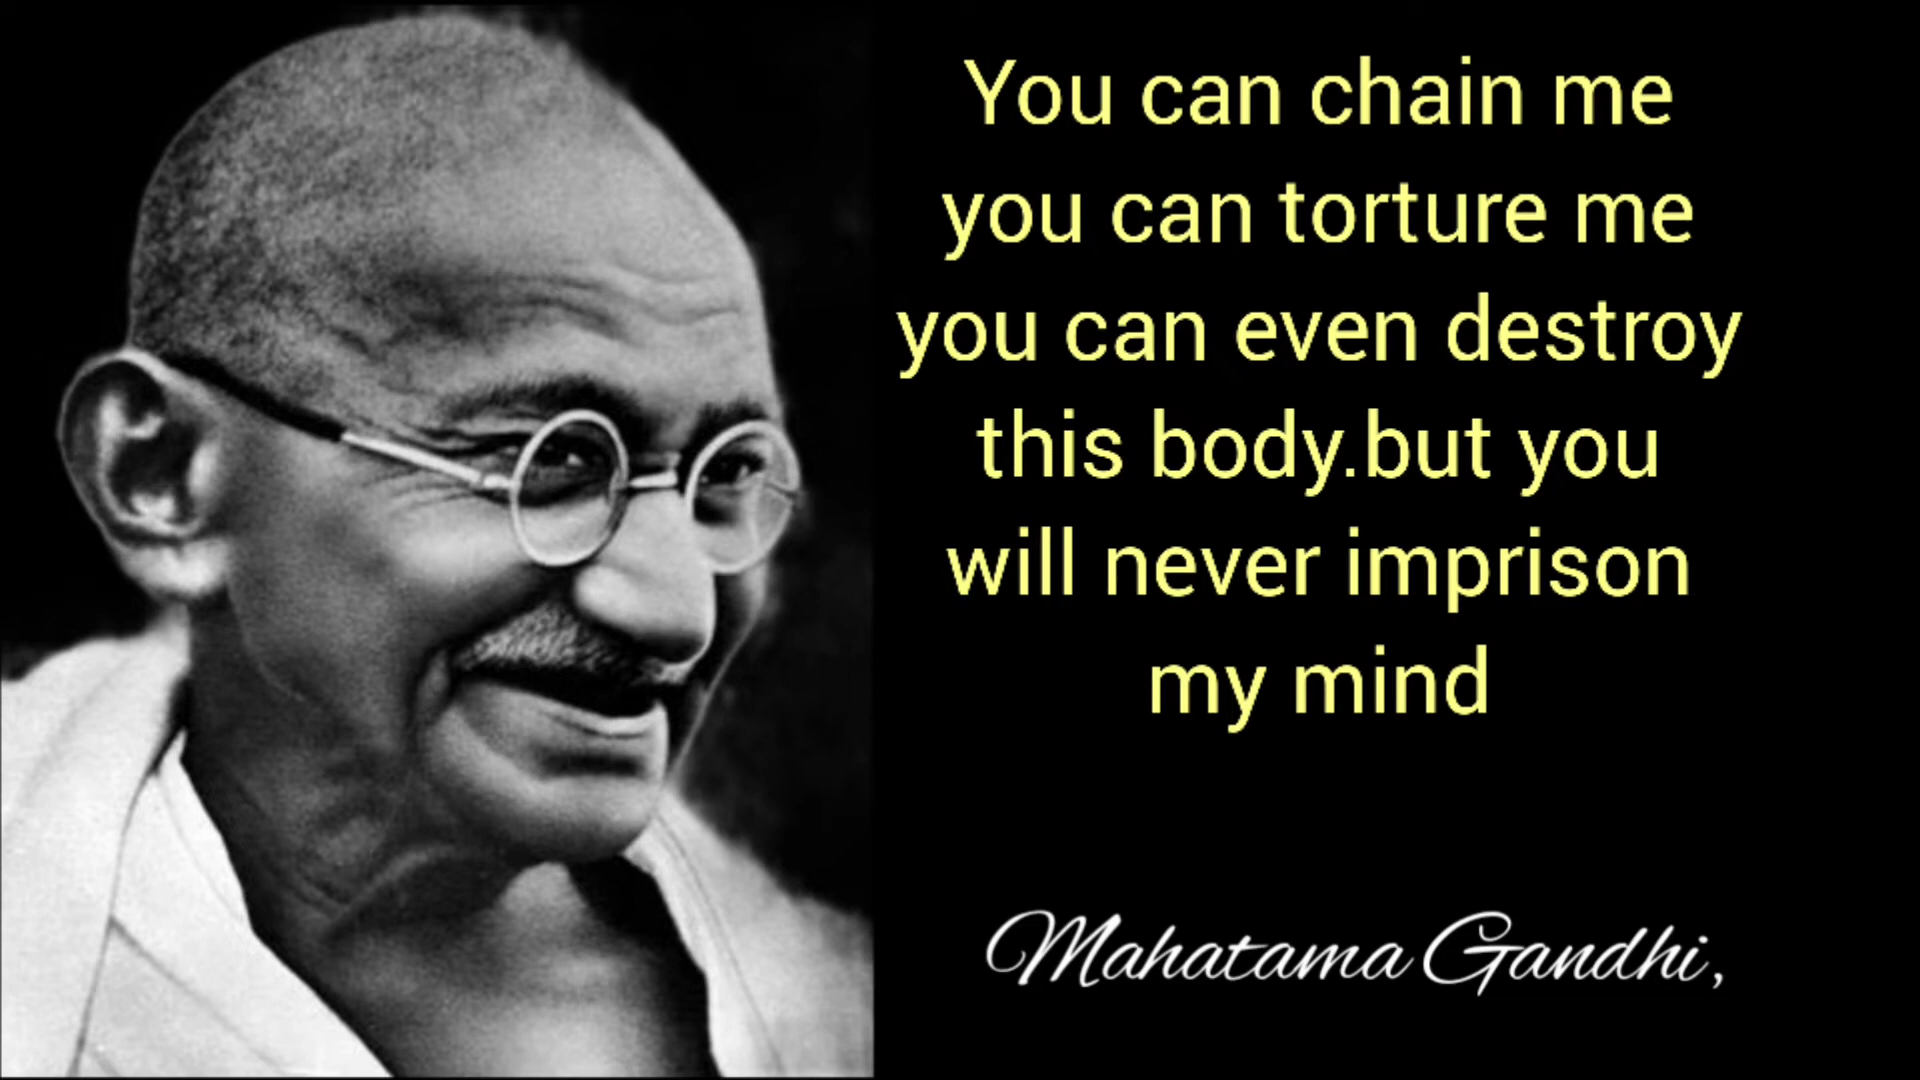 You can chain me
you can torture me
you can even destroy
this body.but you
will never imprison
my mind
Mahatama Gandhi,